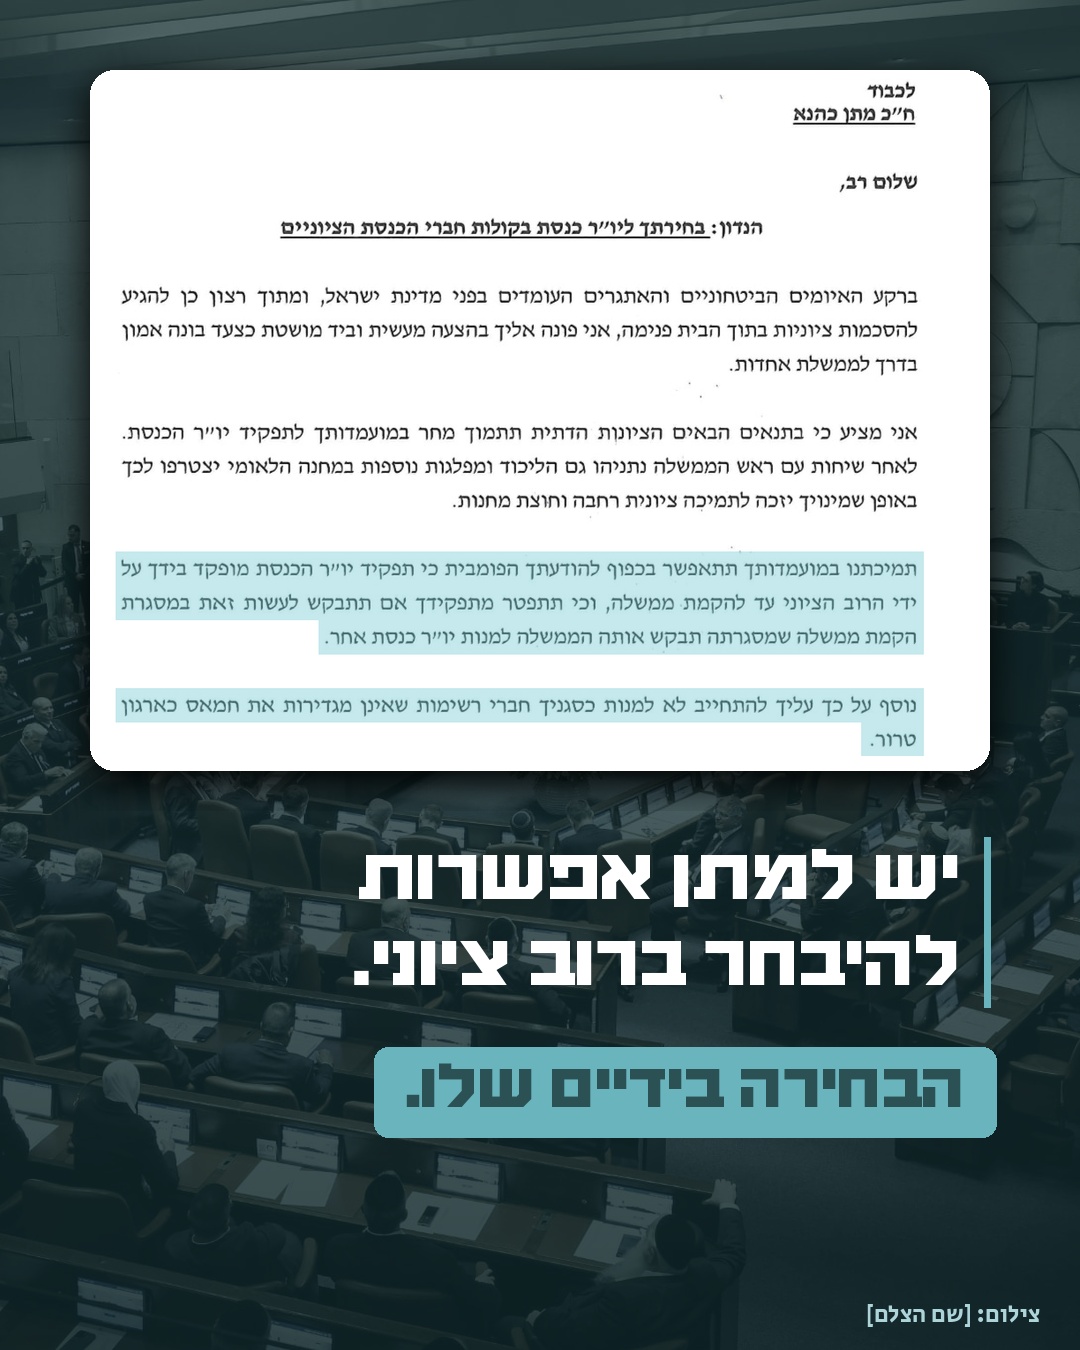 לכבוד
ח"כ מתן כהנא
שלום רב,
הנדון: בחירתך ליו"ר כנסת בקולות חברי הכנסת הציוניים
ברקע האיומים הביטחוניים והאתגרים העומדים בפני מדינת ישראל, ומתוך רצון כן להגיע
להסכמות ציוניות בתוך הבית פנימה, אני פונה אליך בהצעה מעשית וביד מושטת כצעד בונה אמון
בדרך לממשלת אחדות.
אני מציע כי בתנאים הבאים הציונות הדתית תתמוך מחר במועמדותך לתפקיד יו"ר הכנסת.
לאחר שיחות עם ראש הממשלה נתניהו גם הליכוד ומפלגות נוספות במחנה הלאומי יצטרפו לכך
באופן שמינויך יזכה לתמיכה ציונית רחבה וחוצת מחנות.
תמיכתנו במועמדותך תתאפשר בכפוף להודעתך הפומבית כי תפקיד יו"ר הכנסת מופקד בידך על
ידי הרוב הציוני עד להקמת ממשלה, וכי תתפטר מתפקידך אם תתבקש לעשות זאת במסגרת
הקמת ממשלה שמסגרתה תבקש אותה הממשלה למנות יו"ר כנסת אחר.
נוסף על כך עליך להתחייב לא למנות כסגניך חברי רשימות שאינן מגדירות את חמאס כארגון
טרור.
יש למתן אפשרות
להיבחר ברוב ציוני.
הבחירה בידיים שלו.
צילום: [שם הצלם]